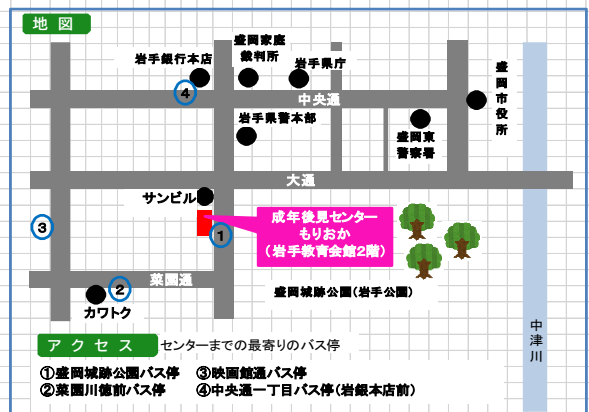 地図
盛岡家庭
裁判所
岩手銀行本店
岩手県庁
盛岡市役所
④
中央通
岩手県警本部
盛岡東
警察署
大通
サンビル
成年後見センター
もりおか
（岩手教育会館２階）
③
①
菜園通
②
盛岡城跡公園（岩手公園）
カワトク
中津川
アクセス
センターまでの最寄りのバス停
①盛岡城跡公園バス停 ③映画館通バス停
②菜園川徳前バス停 ④中央通一丁目バス停（岩銀本店前）